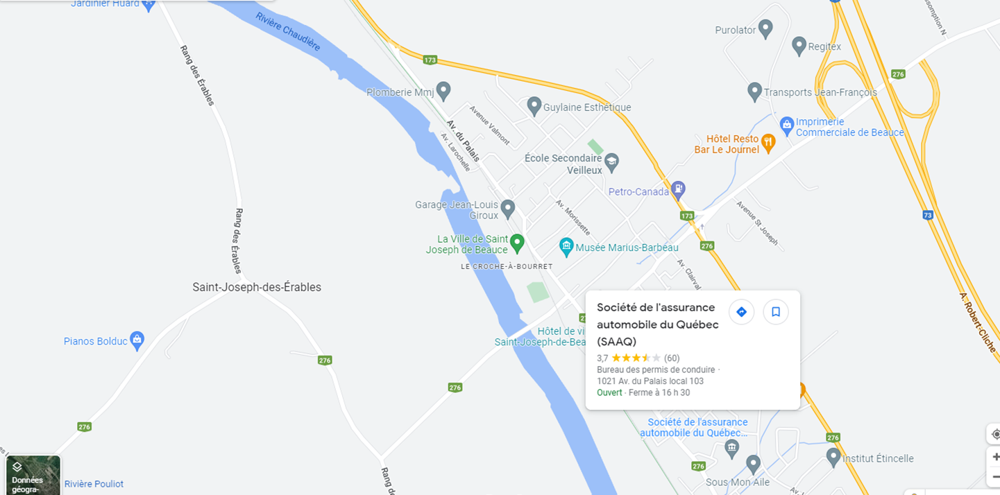 Jardinier Huard
Rivière Chaudière
Rang des Érables
173
Purolator
Regitex
276
Plomberie Mmj
Guylaine Esthétique
Transports Jean-François
Avenue Valmont
Av. du Palais
Av. Larochelle
Imprimerie
Commerciale de Beauce
Hôtel Resto
Bar Le Journel
École Secondaire
Veilleux
Petro-Canada
Garage Jean-Louis
Giroux
Av. Morissette
Avenue St Joseph
173
73
Rang des Érables
La Ville de Saint
Joseph de Beauce
Musée Marius-Barbeau
276
LE CROCHE-À-BOURRET
Av. Clairval
Saint-Joseph-des-Érables
A. Robert-Cliche
Société de l'assurance
automobile du Québec
(SAAQ)
3,7 (60)
Bureau des permis de conduire ·
1021 Av. du Palais local 103
Ouvert · Ferme à 16 h 30
Hôtel de vi
Saint-Joseph-de-Bea
Pianos Bolduc
276
276
276
Société de l'assurance
automobile du Québec...
276
276
Institut Étincelle
Sous Mon Aile
Rang de
Données
géogra-
Rivière Pouliot